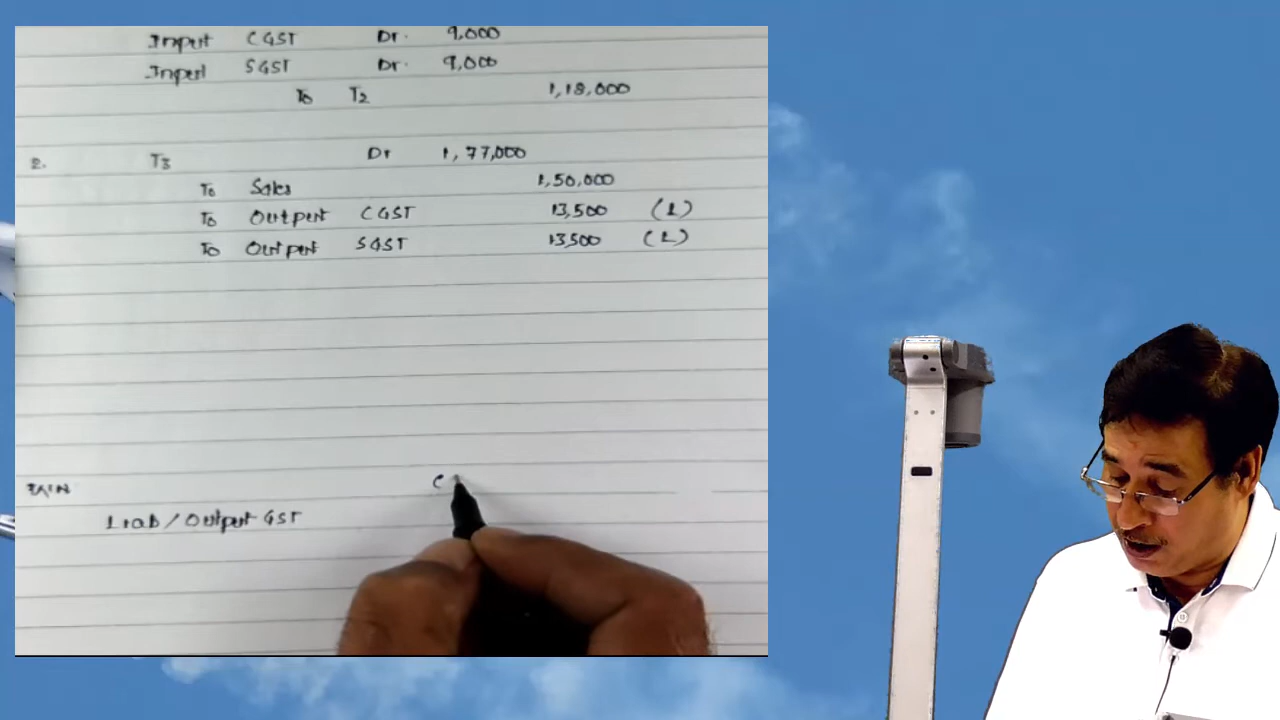 Input CGST Dr. 9,000
Input SGST Dr. 9,000
To T2 1,18,000
2. T3 Dr 1,77,000
To Sales 1,50,000
To Output CGST 13,500 (L)
To Output SGST 13,500 (L)
Liab/Output GST